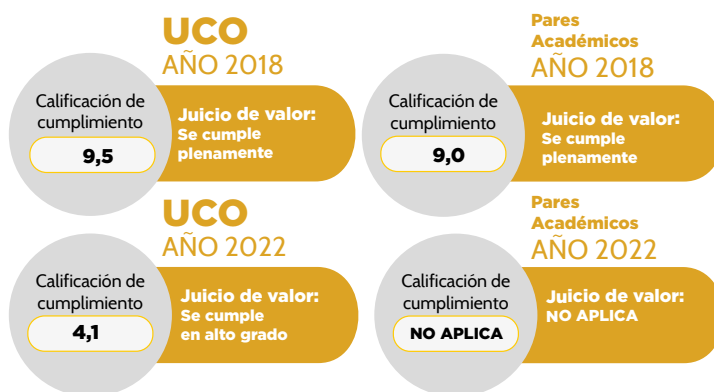 UCO
AÑO 2018
Calificación de
cumplimiento
9,5
Juicio de valor:
Se cumple
plenamente
Pares
Académicos
AÑO 2018
Calificación de
cumplimiento
9,0
Juicio de valor:
Se cumple
plenamente
UCO
AÑO 2022
Calificación de
cumplimiento
4,1
Juicio de valor:
Se cumple
en alto grado
Pares
Académicos
AÑO 2022
Calificación de
cumplimiento
NO APLICA
Juicio de valor:
NO APLICA